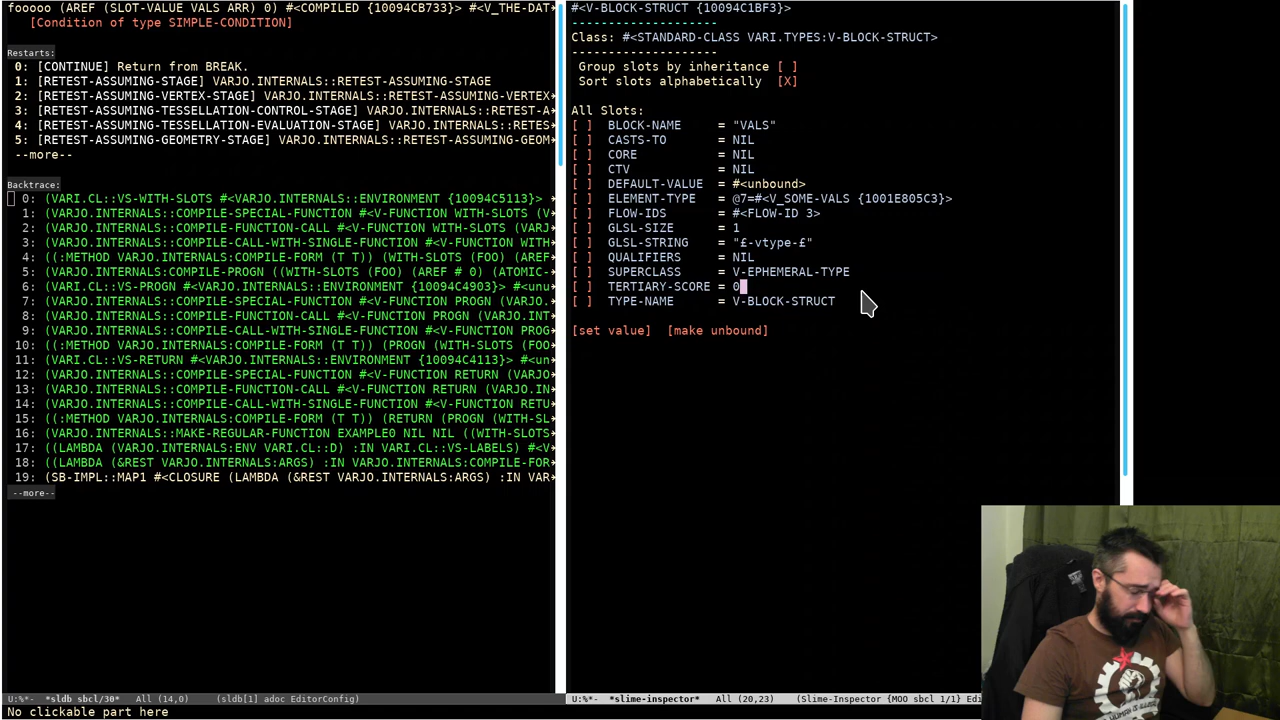 fooooo (AREF (SLOT-VALUE VALS ARR) 0) #<COMPILED {10094CB733}> #<V_THE-DAT
[Condition of type SIMPLE-CONDITION]
Restarts:
0: [CONTINUE] Return from BREAK.
1: [RETEST-ASSUMING-STAGE] VARJO.INTERNALS::RETEST-ASSUMING-STAGE
2: [RETEST-ASSUMING-VERTEX-STAGE] VARJO.INTERNALS::RETEST-ASSUMING-VERTEX
3: [RETEST-ASSUMING-TESSELLATION-CONTROL-STAGE] VARJO.INTERNALS::RETEST-A
4: [RETEST-ASSUMING-TESSELLATION-EVALUATION-STAGE] VARJO.INTERNALS::RETES
5: [RETEST-ASSUMING-GEOMETRY-STAGE] VARJO.INTERNALS::RETEST-ASSUMING-GEOM
--more--
Backtrace:
0: (VARI.CL::VS-WITH-SLOTS #<VARJO.INTERNALS::ENVIRONMENT {10094C5113}>
1: (VARJO.INTERNALS::COMPILE-SPECIAL-FUNCTION #<V-FUNCTION WITH-SLOTS (V
2: (VARJO.INTERNALS::COMPILE-FUNCTION-CALL #<V-FUNCTION WITH-SLOTS (VARJ
3: (VARJO.INTERNALS::COMPILE-CALL-WITH-SINGLE-FUNCTION #<V-FUNCTION WITH
4: ((:METHOD VARJO.INTERNALS:COMPILE-FORM (T T)) (WITH-SLOTS (FOO) (AREF
5: (VARJO.INTERNALS:COMPILE-PROGN ((WITH-SLOTS (FOO) (AREF # 0) (ATOMIC-
6: (VARI.CL::VS-PROGN #<VARJO.INTERNALS::ENVIRONMENT {10094C4903}> #<unu
7: (VARJO.INTERNALS::COMPILE-SPECIAL-FUNCTION #<V-FUNCTION PROGN (VARJO.
8: (VARJO.INTERNALS::COMPILE-FUNCTION-CALL #<V-FUNCTION PROGN (VARJO.INT
9: (VARJO.INTERNALS::COMPILE-CALL-WITH-SINGLE-FUNCTION #<V-FUNCTION PROG
10: ((:METHOD VARJO.INTERNALS:COMPILE-FORM (T T)) (PROGN (WITH-SLOTS (FOO
11: (VARI.CL::VS-RETURN #<VARJO.INTERNALS::ENVIRONMENT {10094C4113}> #<un
12: (VARJO.INTERNALS::COMPILE-SPECIAL-FUNCTION #<V-FUNCTION RETURN (VARJO
13: (VARJO.INTERNALS::COMPILE-FUNCTION-CALL #<V-FUNCTION RETURN (VARJO.IN
14: (VARJO.INTERNALS::COMPILE-CALL-WITH-SINGLE-FUNCTION #<V-FUNCTION RETU
15: ((:METHOD VARJO.INTERNALS:COMPILE-FORM (T T)) (RETURN (PROGN (WITH-SL
16: (VARJO.INTERNALS::MAKE-REGULAR-FUNCTION EXAMPLE0 NIL NIL ((WITH-SLOTS
17: ((LAMBDA (VARJO.INTERNALS:ENV VARI.CL::D) :IN VARI.CL::VS-LABELS) #<V
18: ((LAMBDA (&REST VARJO.INTERNALS:ARGS) :IN VARJO.INTERNALS::COMPILE-FOR
19: (SB-IMPL::MAP1 #<CLOSURE (LAMBDA (&REST VARJO.INTERNALS:ARGS) :IN VAR
--more--
U:%*- *sldb sbcl/30* All (14,0) (sldb[1] adoc EditorConfig)
No clickable part here
#<V-BLOCK-STRUCT {10094C1BF3}>
--------------------
Class: #<STANDARD-CLASS VARI.TYPES:V-BLOCK-STRUCT>
--------------------
Group slots by inheritance [ ]
Sort slots alphabetically [X]
All Slots:
[ ] BLOCK-NAME = "VALS"
[ ] CASTS-TO = NIL
[ ] CORE = NIL
[ ] CTV = NIL
[ ] DEFAULT-VALUE = #<unbound>
[ ] ELEMENT-TYPE = @7=#<V_SOME-VALS {1001E805C3}>
[ ] FLOW-IDS = #<FLOW-ID 3>
[ ] GLSL-SIZE = 1
[ ] GLSL-STRING = "£-vtype-£"
[ ] QUALIFIERS = NIL
[ ] SUPERCLASS = V-EPHEMERAL-TYPE
[ ] TERTIARY-SCORE = 0
[ ] TYPE-NAME = V-BLOCK-STRUCT
[set value] [make unbound]
U:%*- *slime-inspector* All (20,23) (Slime-Inspector {MOO sbcl 1/1} Edi